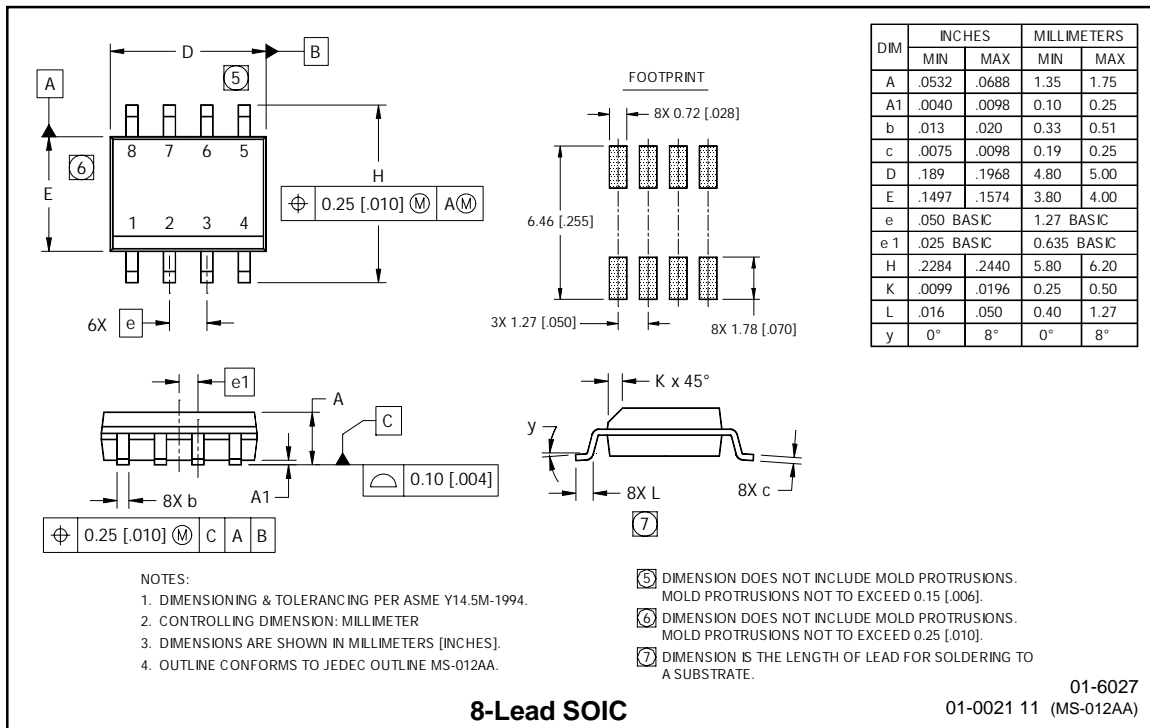 D
B
5
A
8 7 6 5
6
E
H
⌖ 0.25 [.010] Ⓜ AⓂ
1 2 3 4
6X e
FOOTPRINT
8X 0.72 [.028]
6.46 [.255]
3X 1.27 [.050]
8X 1.78 [.070]
DIM INCHES MILLIMETERS
MIN MAX MIN MAX
A .0532 .0688 1.35 1.75
A1 .0040 .0098 0.10 0.25
b .013 .020 0.33 0.51
c .0075 .0098 0.19 0.25
D .189 .1968 4.80 5.00
E .1497 .1574 3.80 4.00
e .050 BASIC 1.27 BASIC
e 1 .025 BASIC 0.635 BASIC
H .2284 .2440 5.80 6.20
K .0099 .0196 0.25 0.50
L .016 .050 0.40 1.27
y 0° 8° 0° 8°
e1
A
C
⌓ 0.10 [.004]
A1
8X b
⌖ 0.25 [.010] Ⓜ C A B
K x 45°
y
8X L
7
8X c
NOTES:
1. DIMENSIONING & TOLERANCING PER ASME Y14.5M-1994.
2. CONTROLLING DIMENSION: MILLIMETER
3. DIMENSIONS ARE SHOWN IN MILLIMETERS [INCHES].
4. OUTLINE CONFORMS TO JEDEC OUTLINE MS-012AA.
5 DIMENSION DOES NOT INCLUDE MOLD PROTRUSIONS.
MOLD PROTRUSIONS NOT TO EXCEED 0.15 [.006].
6 DIMENSION DOES NOT INCLUDE MOLD PROTRUSIONS.
MOLD PROTRUSIONS NOT TO EXCEED 0.25 [.010].
7 DIMENSION IS THE LENGTH OF LEAD FOR SOLDERING TO
A SUBSTRATE.
8-Lead SOIC
01-6027
01-0021 11 (MS-012AA)